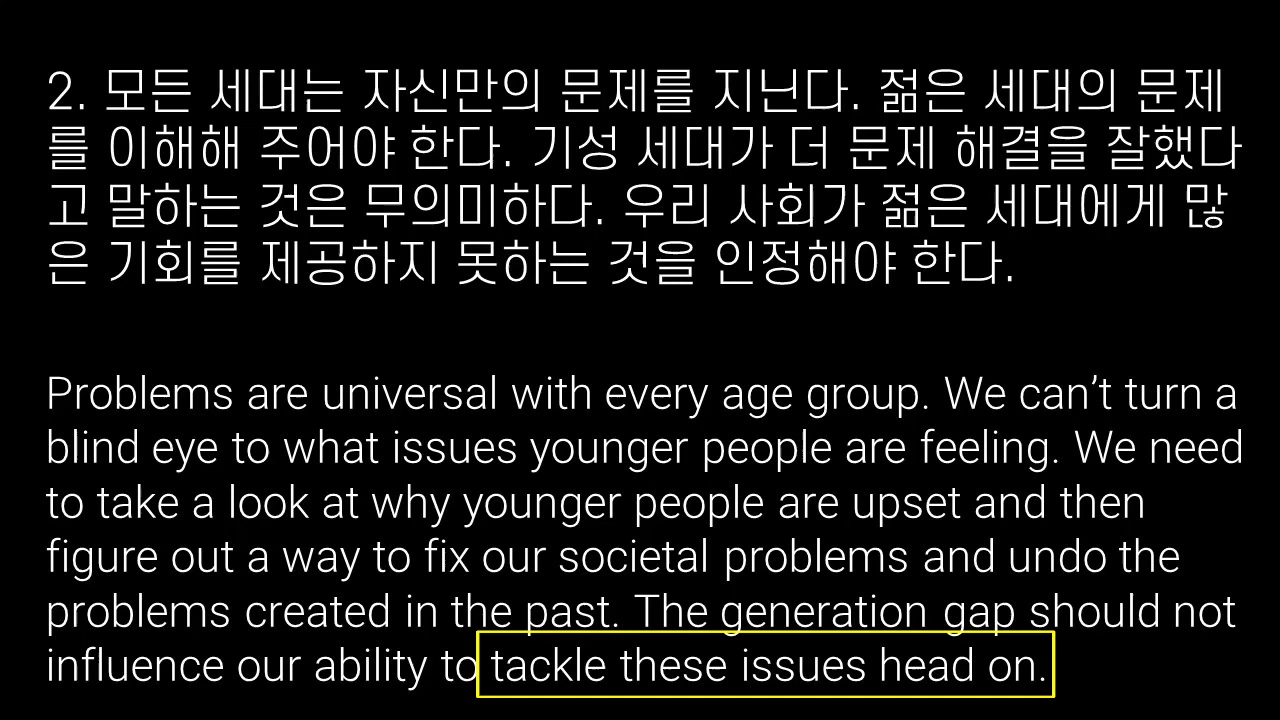 2. 모든 세대는 자신만의 문제를 지닌다. 젊은 세대의 문제
를 이해해 주어야 한다. 기성 세대가 더 문제 해결을 잘했다
고 말하는 것은 무의미하다. 우리 사회가 젊은 세대에게 많
은 기회를 제공하지 못하는 것을 인정해야 한다.
Problems are universal with every age group. We can’t turn a
blind eye to what issues younger people are feeling. We need
to take a look at why younger people are upset and then
figure out a way to fix our societal problems and undo the
problems created in the past. The generation gap should not
influence our ability to tackle these issues head on.